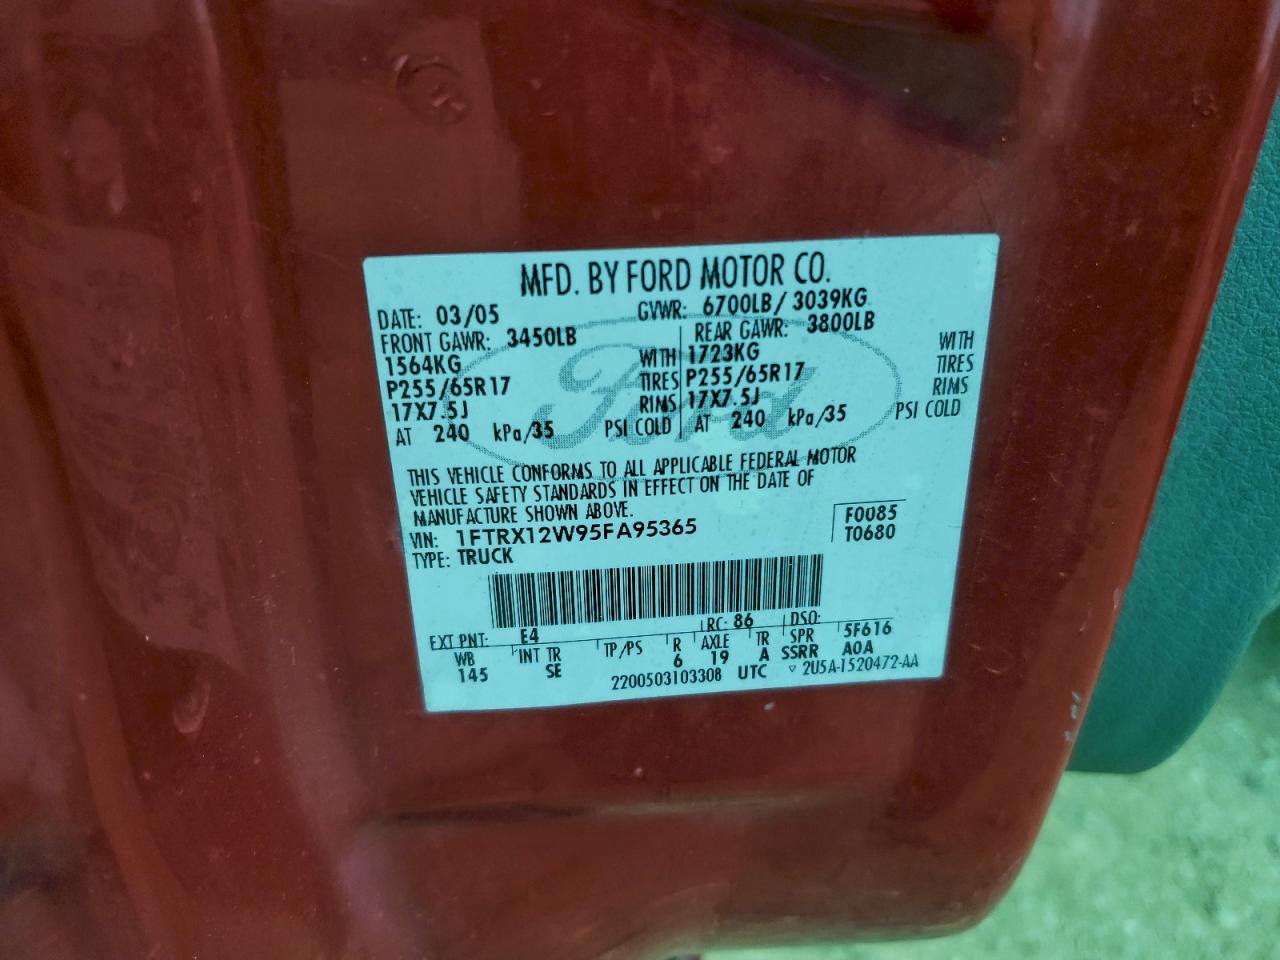 MFD. BY FORD MOTOR CO.
DATE: 03/05 GVWR: 6700LB/ 3039KG
FRONT GAWR: 3450LB REAR GAWR: 3800LB
1564KG WITH 1723KG WITH
P255/65R17 TIRES P255/65R17 TIRES
17X7.5J RIMS 17X7.5J RIMS
AT 240 kPa/35 PSI COLD AT 240 kPa/35 PSI COLD
Ford
THIS VEHICLE CONFORMS TO ALL APPLICABLE FEDERAL MOTOR
VEHICLE SAFETY STANDARDS IN EFFECT ON THE DATE OF
MANUFACTURE SHOWN ABOVE.
VIN: 1FTRX12W95FA95365 F0085
TYPE: TRUCK T0680
EXT PNT: E4 RC: 86 DSO:
WB INT TR TP/PS R AXLE TR SPR 5F616
145 SE 6 19 A SSRR A0A
2200503103308 UTC ▽ 2U5A-1520472-AA